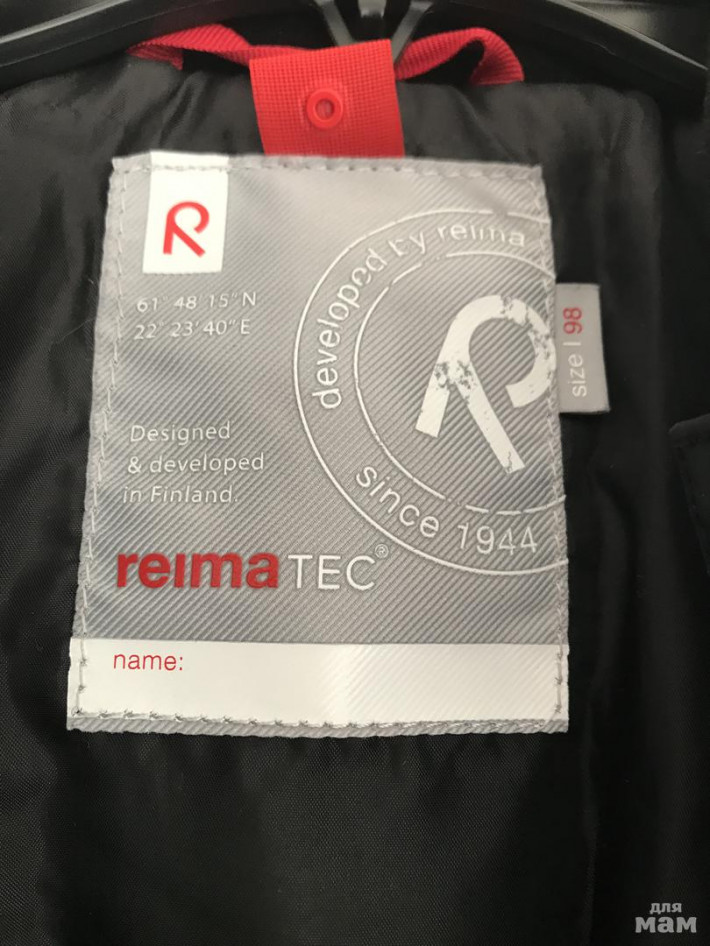 R
61° 48' 15"N
22° 23' 40"E
developed by reima
since 1944
R
size | 98
Designed
& developed
in Finland.
reima TEC®
name:
для
мам